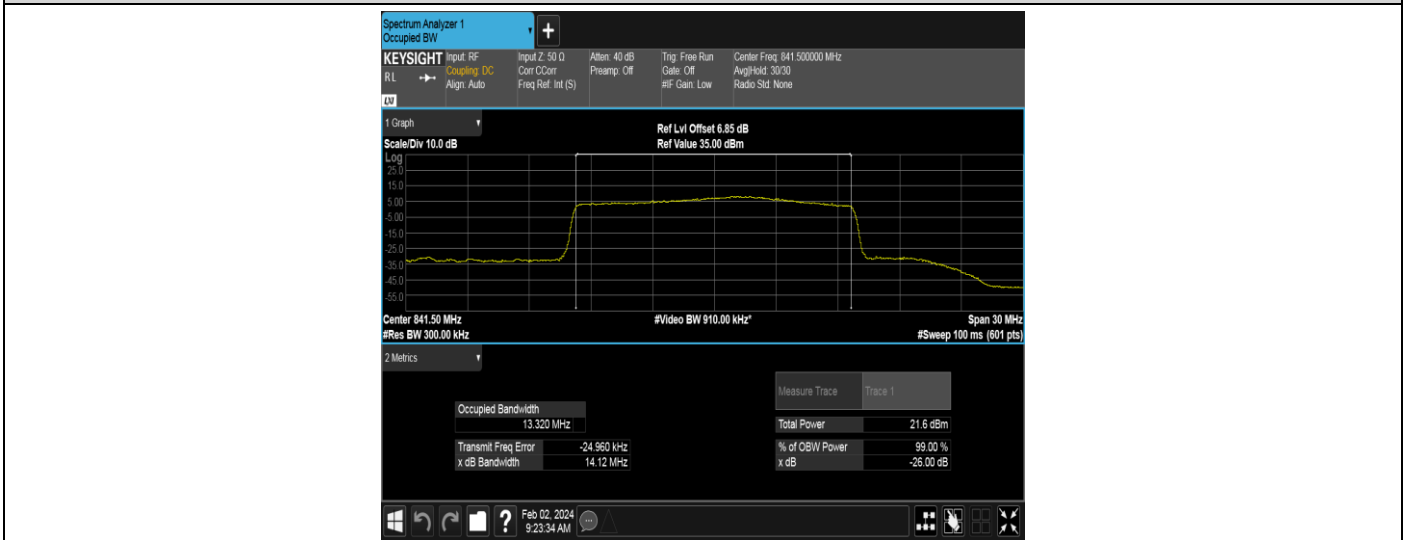 Spectrum Analyzer 1
Occupied BW
+
KEYSIGHT Input: RF Input Z: 50 Ω Atten: 40 dB Trig: Free Run Center Freq: 841.500000 MHz
RL Coupling: DC Corr CCorr Preamp: Off Gate: Off Avg|Hold: 30/30
Align: Auto Freq Ref: Int (S) #IF Gain: Low Radio Std: None
LXI
1 Graph
Ref Lvl Offset 6.85 dB
Scale/Div 10.0 dB Ref Value 35.00 dBm
Log
25.0
15.0
5.00
-5.00
-15.0
-25.0
-35.0
-45.0
-55.0
Center 841.50 MHz #Video BW 910.00 kHz* Span 30 MHz
#Res BW 300.00 kHz #Sweep 100 ms (601 pts)
2 Metrics
Measure Trace Trace 1
Occupied Bandwidth
13.320 MHz Total Power 21.6 dBm
Transmit Freq Error -24.960 kHz % of OBW Power 99.00 %
x dB Bandwidth 14.12 MHz x dB -26.00 dB
? Feb 02, 2024
9:23:34 AM